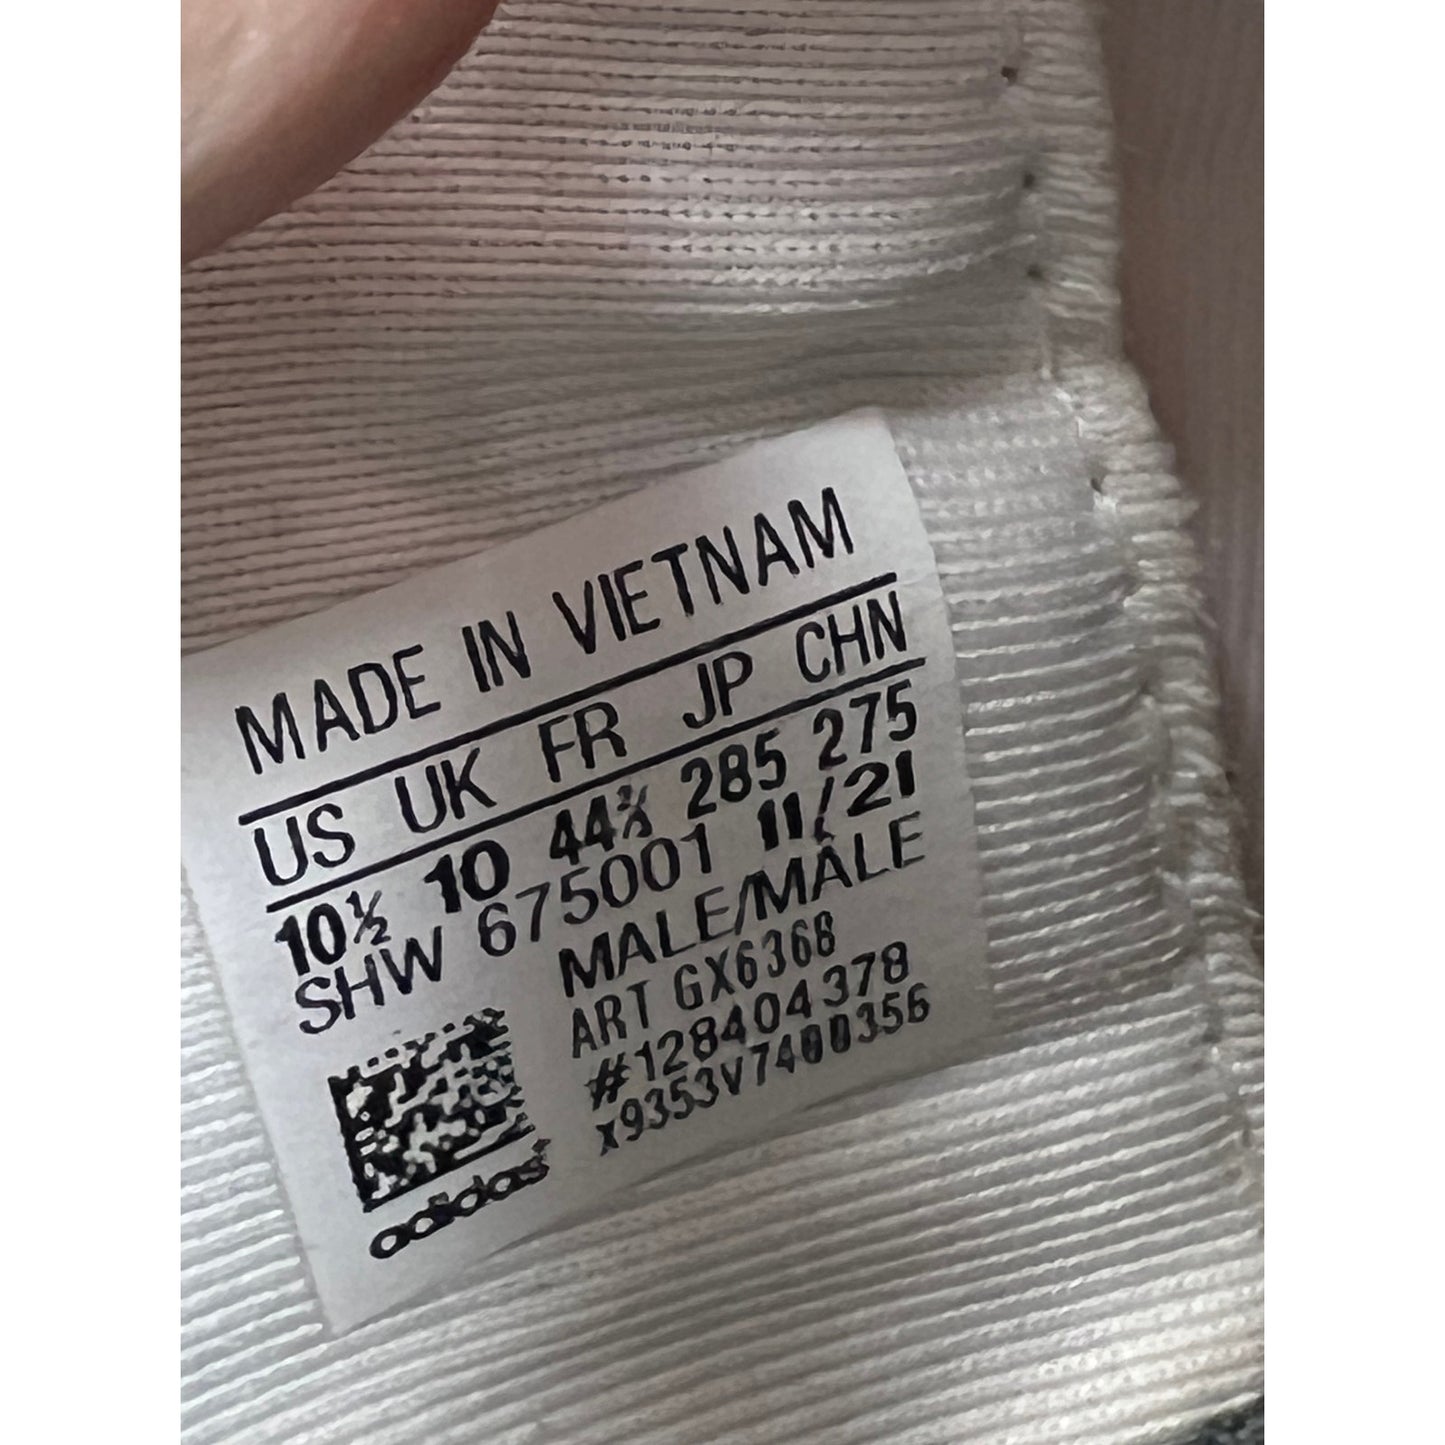 MADE IN VIETNAM
US UK FR JP CHN
10½ 10 44⅔ 285 275
SHW 675001 11/21
MALE/MÂLE
ART GX6368
#128404378
x9353V7400356
adidas